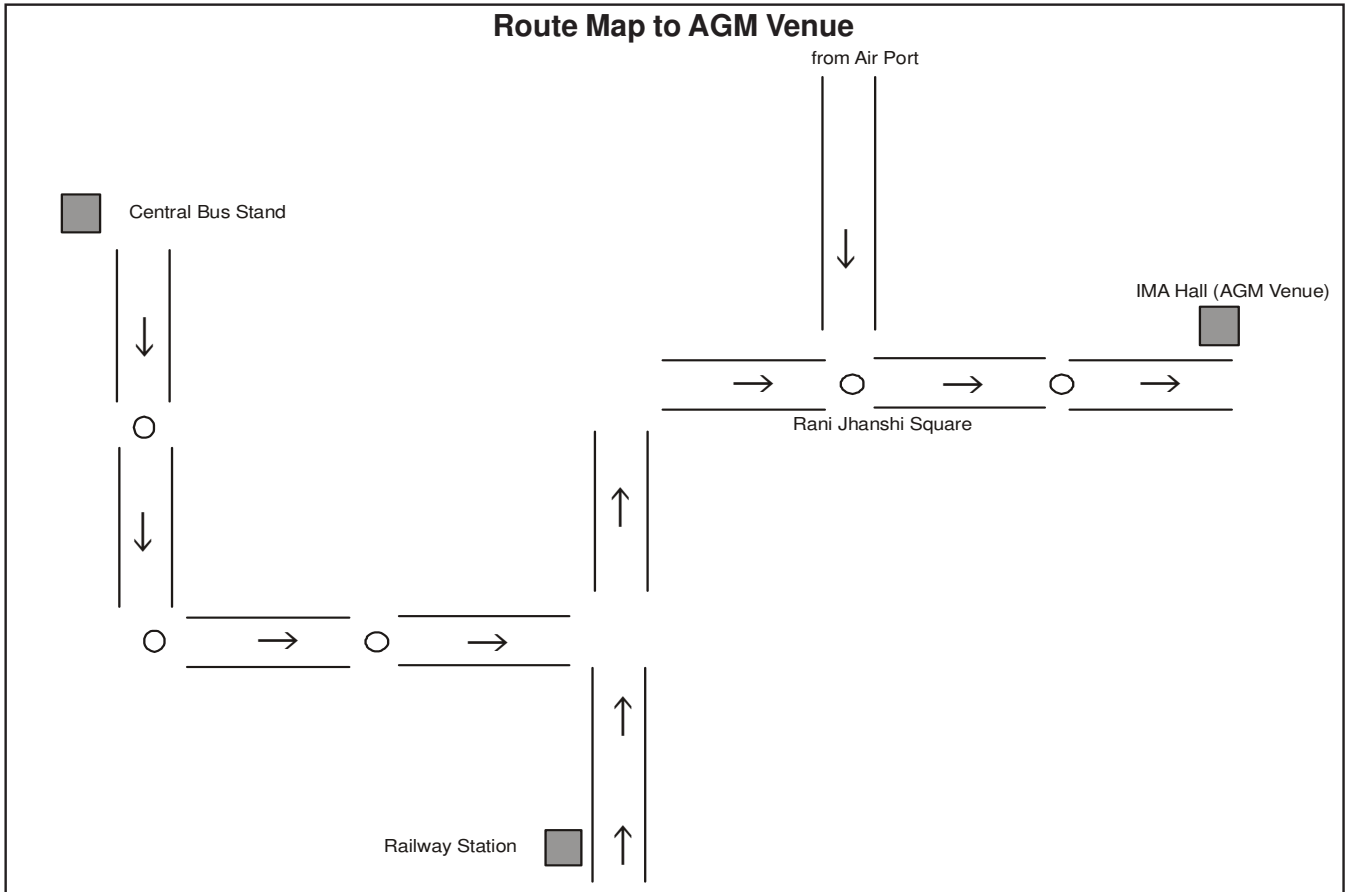 Route Map to AGM Venue
from Air Port
Central Bus Stand
IMA Hall (AGM Venue)
Rani Jhanshi Square
Railway Station